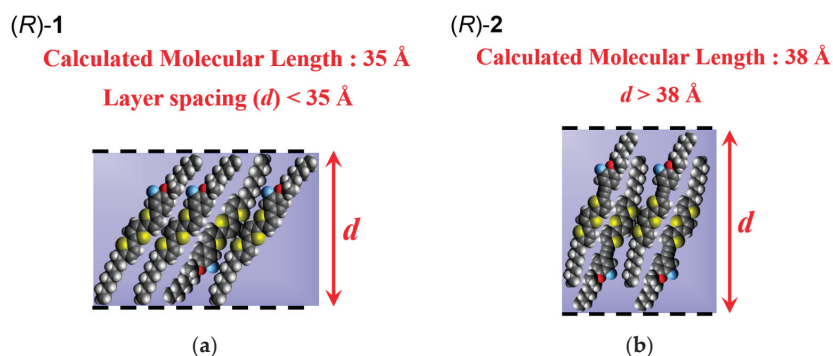 (R)-1
Calculated Molecular Length : 35 Å
Layer spacing (d) < 35 Å
d
(a)
(R)-2
Calculated Molecular Length : 38 Å
d > 38 Å
d
(b)